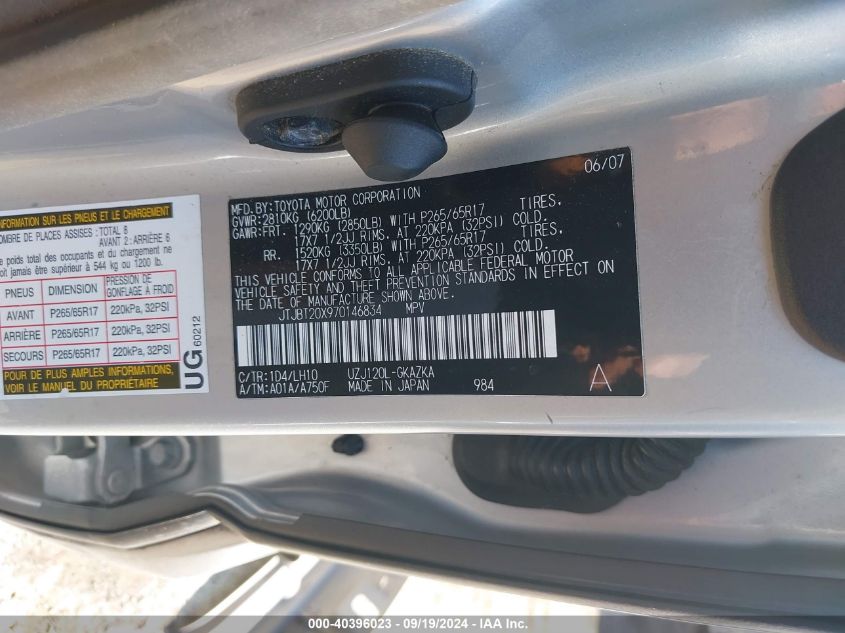 INFORMATION SUR LES PNEUS ET LE CHARGEMENT
NOMBRE DE PLACES ASSISES : TOTAL 8
AVANT 2 : ARRIÈRE 6
Le poids total des occupants et du chargement ne
doit jamais être supérieur à 544 kg ou 1200 lb.
PNEUS DIMENSION PRESSION DE GONFLAGE À FROID
AVANT P265/65R17 220kPa, 32PSI
ARRIÈRE P265/65R17 220kPa, 32PSI
SECOURS P265/65R17 220kPa, 32PSI
POUR DE PLUS AMPLES INFORMATIONS,
UG 60212
06/07
MFD. BY: TOYOTA MOTOR CORPORATION
GVWR: 2810KG (6200LB)
GAWR: FRT. 1290KG (2850LB) WITH P265/65R17 TIRES,
17X7 1/2JJ RIMS, AT 220KPA (32PSI) COLD.
RR. 1520KG (3350LB) WITH P265/65R17 TIRES,
17X7 1/2JJ RIMS, AT 220KPA (32PSI) COLD.
THIS VEHICLE CONFORMS TO ALL APPLICABLE FEDERAL MOTOR
VEHICLE SAFETY AND THEFT PREVENTION STANDARDS IN EFFECT ON
THE DATE OF MANUFACTURE SHOWN ABOVE.
JTJBT20X970146834 MPV
C/TR: 1D4/LH10 UZJ120L-GKAZKA
A/TM: A01A/A750F MADE IN JAPAN 984
A
000-40396023 - 09/19/2024 - IAA Inc.